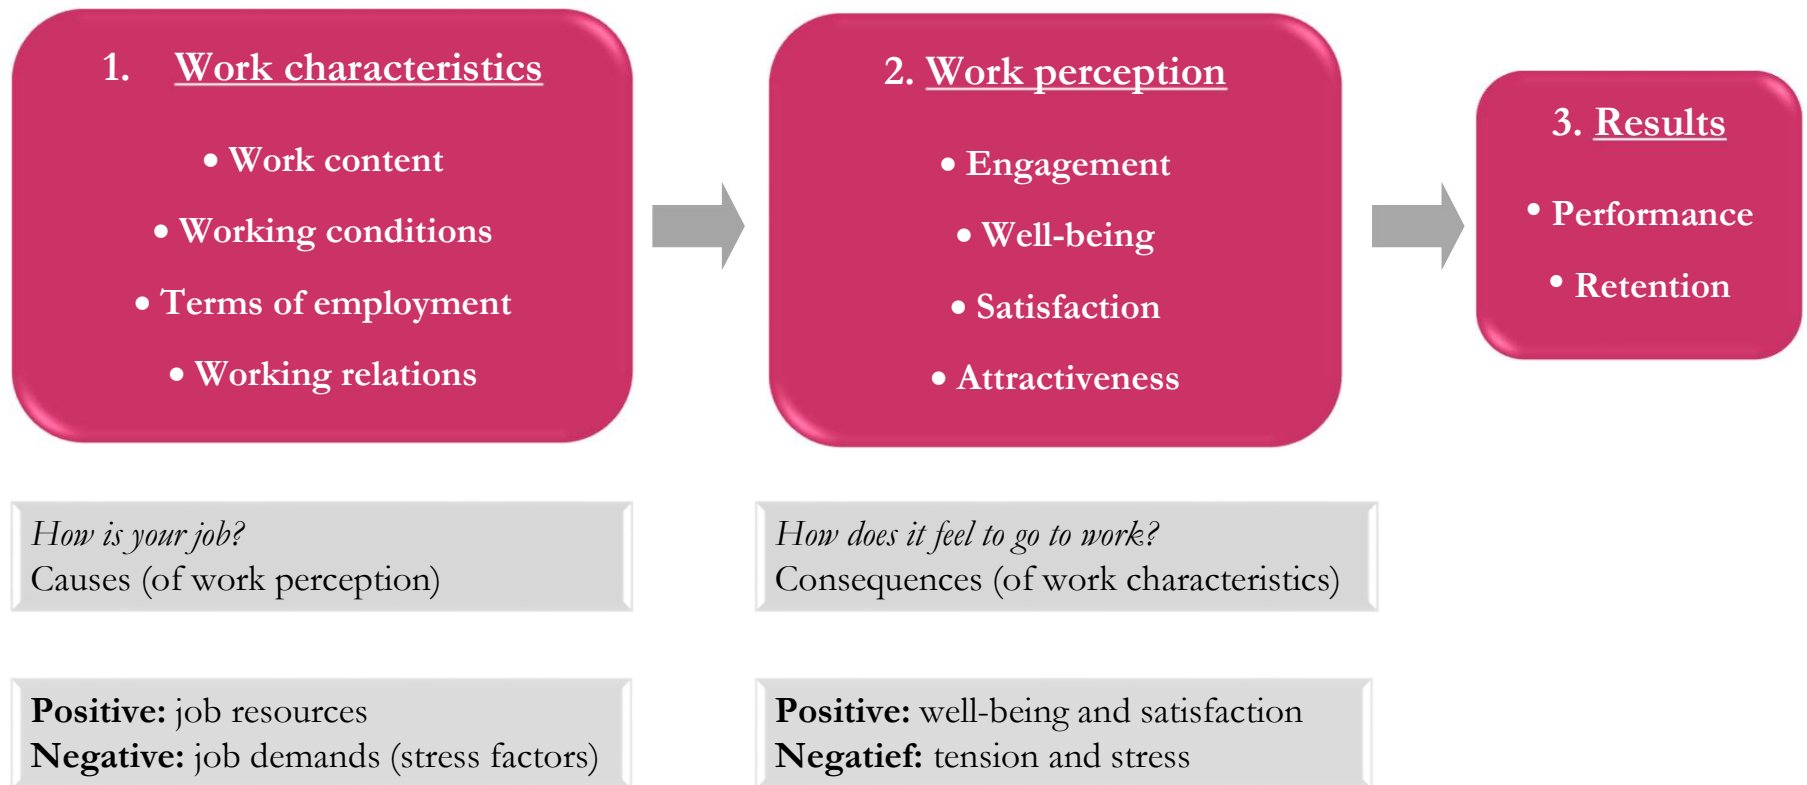 1. Work characteristics
• Work content
• Working conditions
• Terms of employment
• Working relations
2. Work perception
• Engagement
• Well-being
• Satisfaction
• Attractiveness
3. Results
• Performance
• Retention
How is your job?
Causes (of work perception)
How does it feel to go to work?
Consequences (of work characteristics)
Positive: job resources
Negative: job demands (stress factors)
Positive: well-being and satisfaction
Negatief: tension and stress